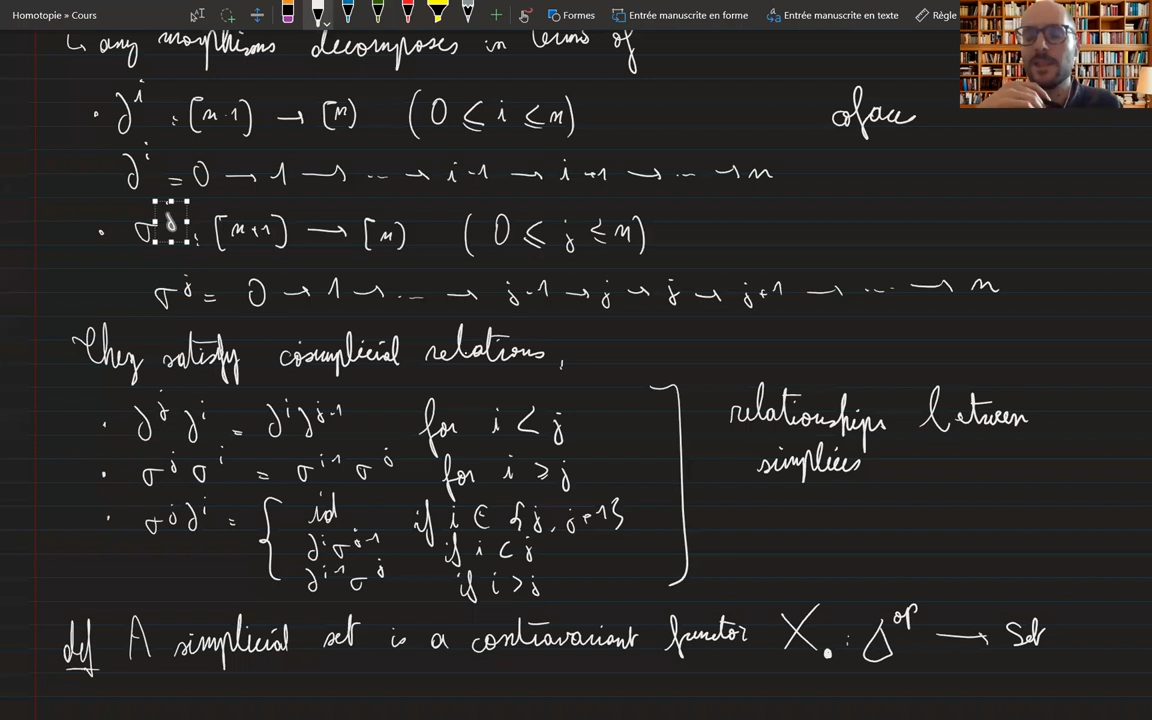 Homotopie » Cours Formes Entrée manuscrite en forme Entrée manuscrite en texte Règle
↳ any morphisms decomposes in terms of
• ∂^i : [n-1] → [n] (0 ≤ i ≤ n) oface
∂^i = 0 → 1 → ... → i-1 → i+1 → ... → n
• σ^j : [n+1] → [n] (0 ≤ j ≤ n)
σ^j = 0 → 1 → ... → j-1 → j → j → j+1 → ... → n
They satisfy cosimplicial relations,
• ∂^j ∂^i = ∂^i ∂^{j-1} for i < j
relationships between
simplices
• σ^j σ^i = σ^{i-1} σ^j for i > j
• σ^j ∂^i = { id if i ∈ {j, j+1}
∂^i σ^{j-1} if i < j
∂^{i-1} σ^j if i > j
def A simplicial set is a contravariant functor X. : Δ^op → Set